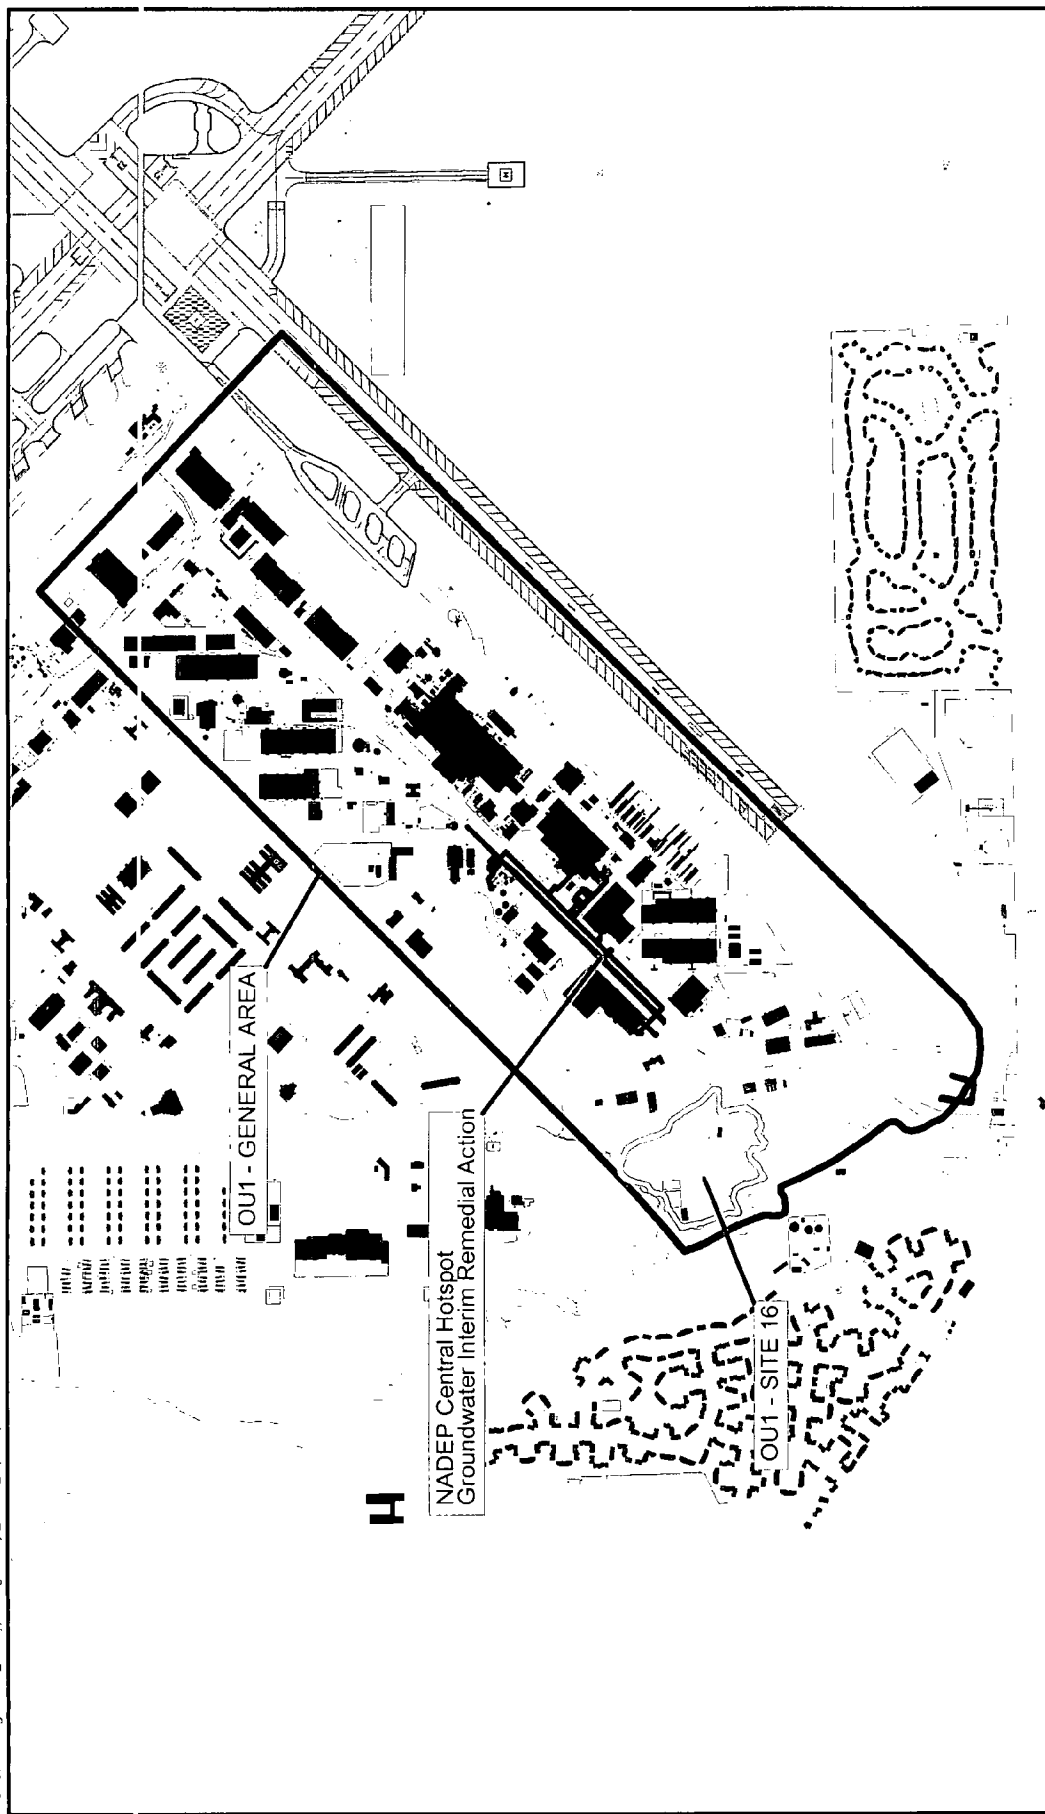 OU1 - GENERAL AREA
NADEP Central Hotspot
Groundwater Interim Remedial Action
OU1 - SITE 16
H